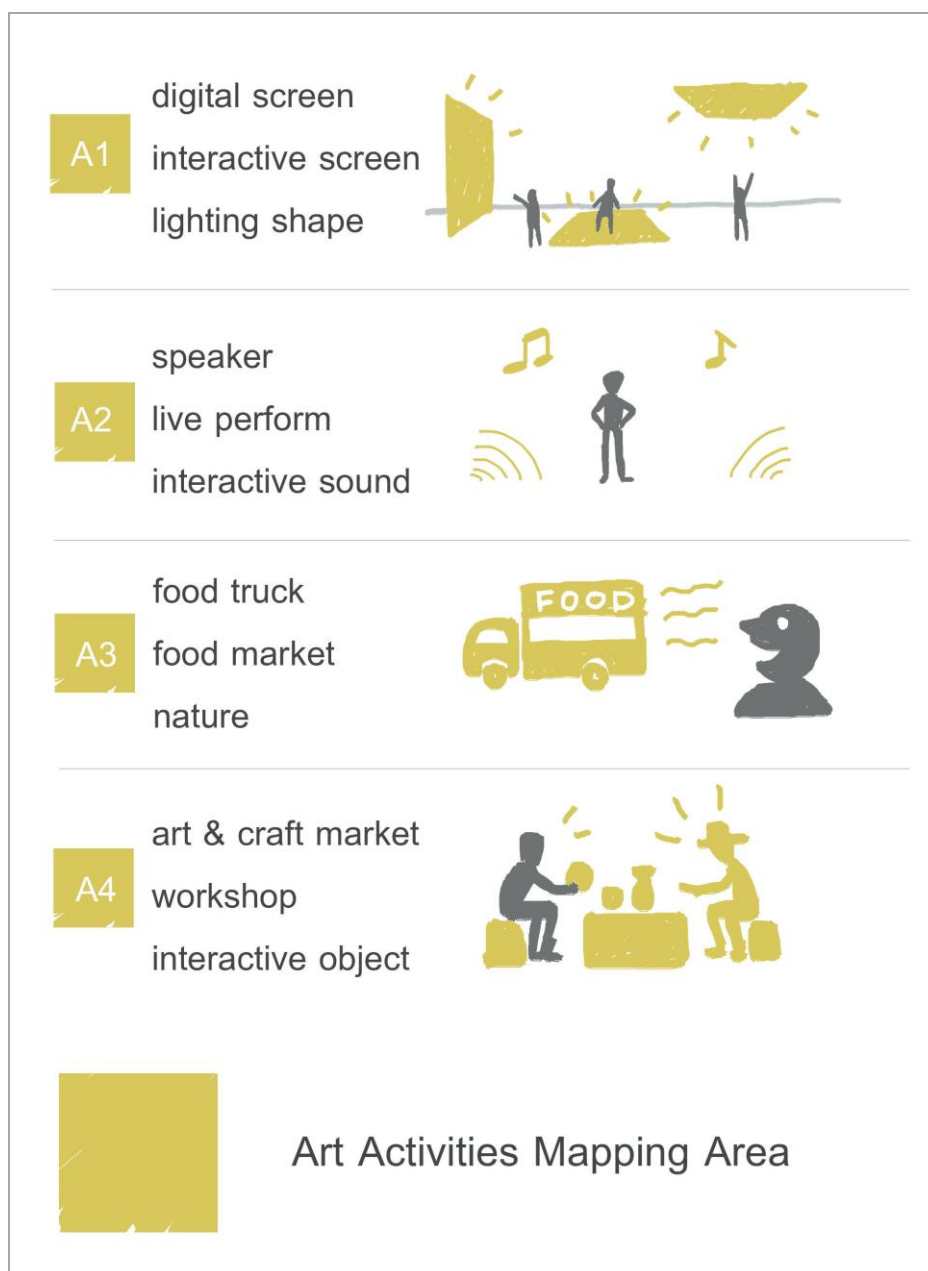 A1
digital screen
interactive screen
lighting shape
A2
speaker
live perform
interactive sound
A3
food truck
food market
nature
FOOD
A4
art & craft market
workshop
interactive object
Art Activities Mapping Area